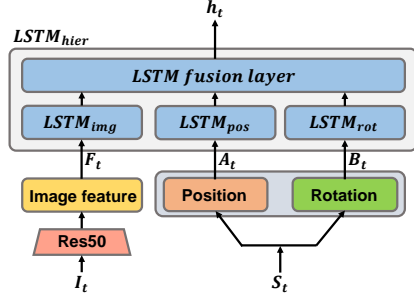 h_t
LSTM_hier
LSTM fusion layer
LSTM_img LSTM_pos LSTM_rot
F_t A_t B_t
Image feature Position Rotation
Res50
I_t S_t